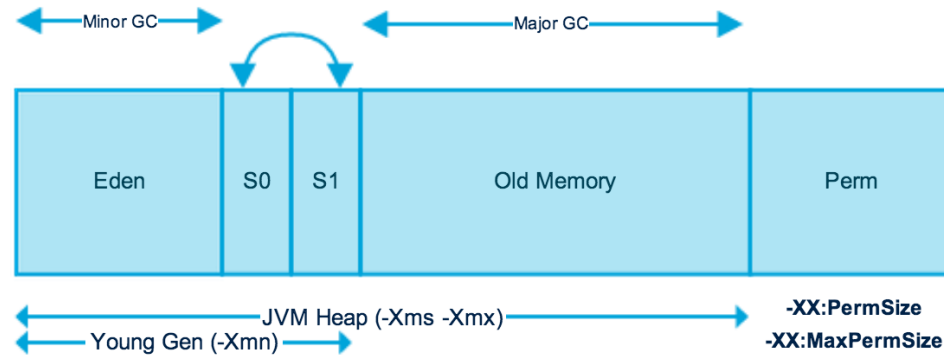 Minor GC
Major GC
Eden
S0
S1
Old Memory
Perm
JVM Heap (-Xms -Xmx)
-XX:PermSize
Young Gen (-Xmn)
-XX:MaxPermSize